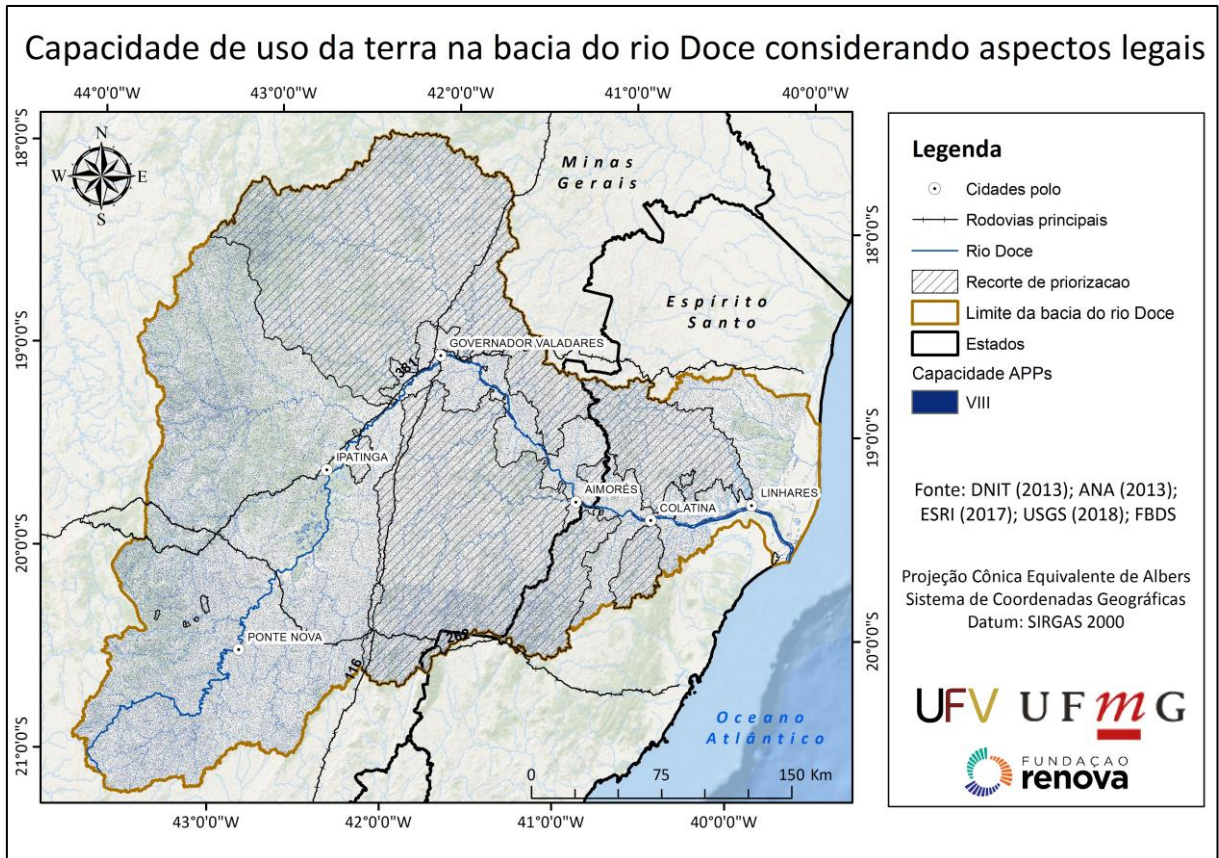 Capacidade de uso da terra na bacia do rio Doce considerando aspectos legais
44°0'0"W
43°0'0"W
42°0'0"W
41°0'0"W
40°0'0"W
18°0'0"S
19°0'0"S
20°0'0"S
21°0'0"S
N
W
E
S
Minas
Gerais
Espírito
Santo
GOVERNADOR VALADARES
381
IPATINGA
AIMORÉS
COLATINA
LINHARES
PONTE NOVA
116
262
Oceano
Atlântico
0
75
150 Km
18°0'0"S
19°0'0"S
20°0'0"S
43°0'0"W
42°0'0"W
41°0'0"W
40°0'0"W
Legenda
Cidades polo
Rodovias principais
Rio Doce
Recorte de priorizacao
Limite da bacia do rio Doce
Estados
Capacidade APPs
VIII
Fonte: DNIT (2013); ANA (2013);
ESRI (2017); USGS (2018); FBDS
Projeção Cônica Equivalente de Albers
Sistema de Coordenadas Geográficas
Datum: SIRGAS 2000
UFV UFmG
FUNDAÇAO
renova